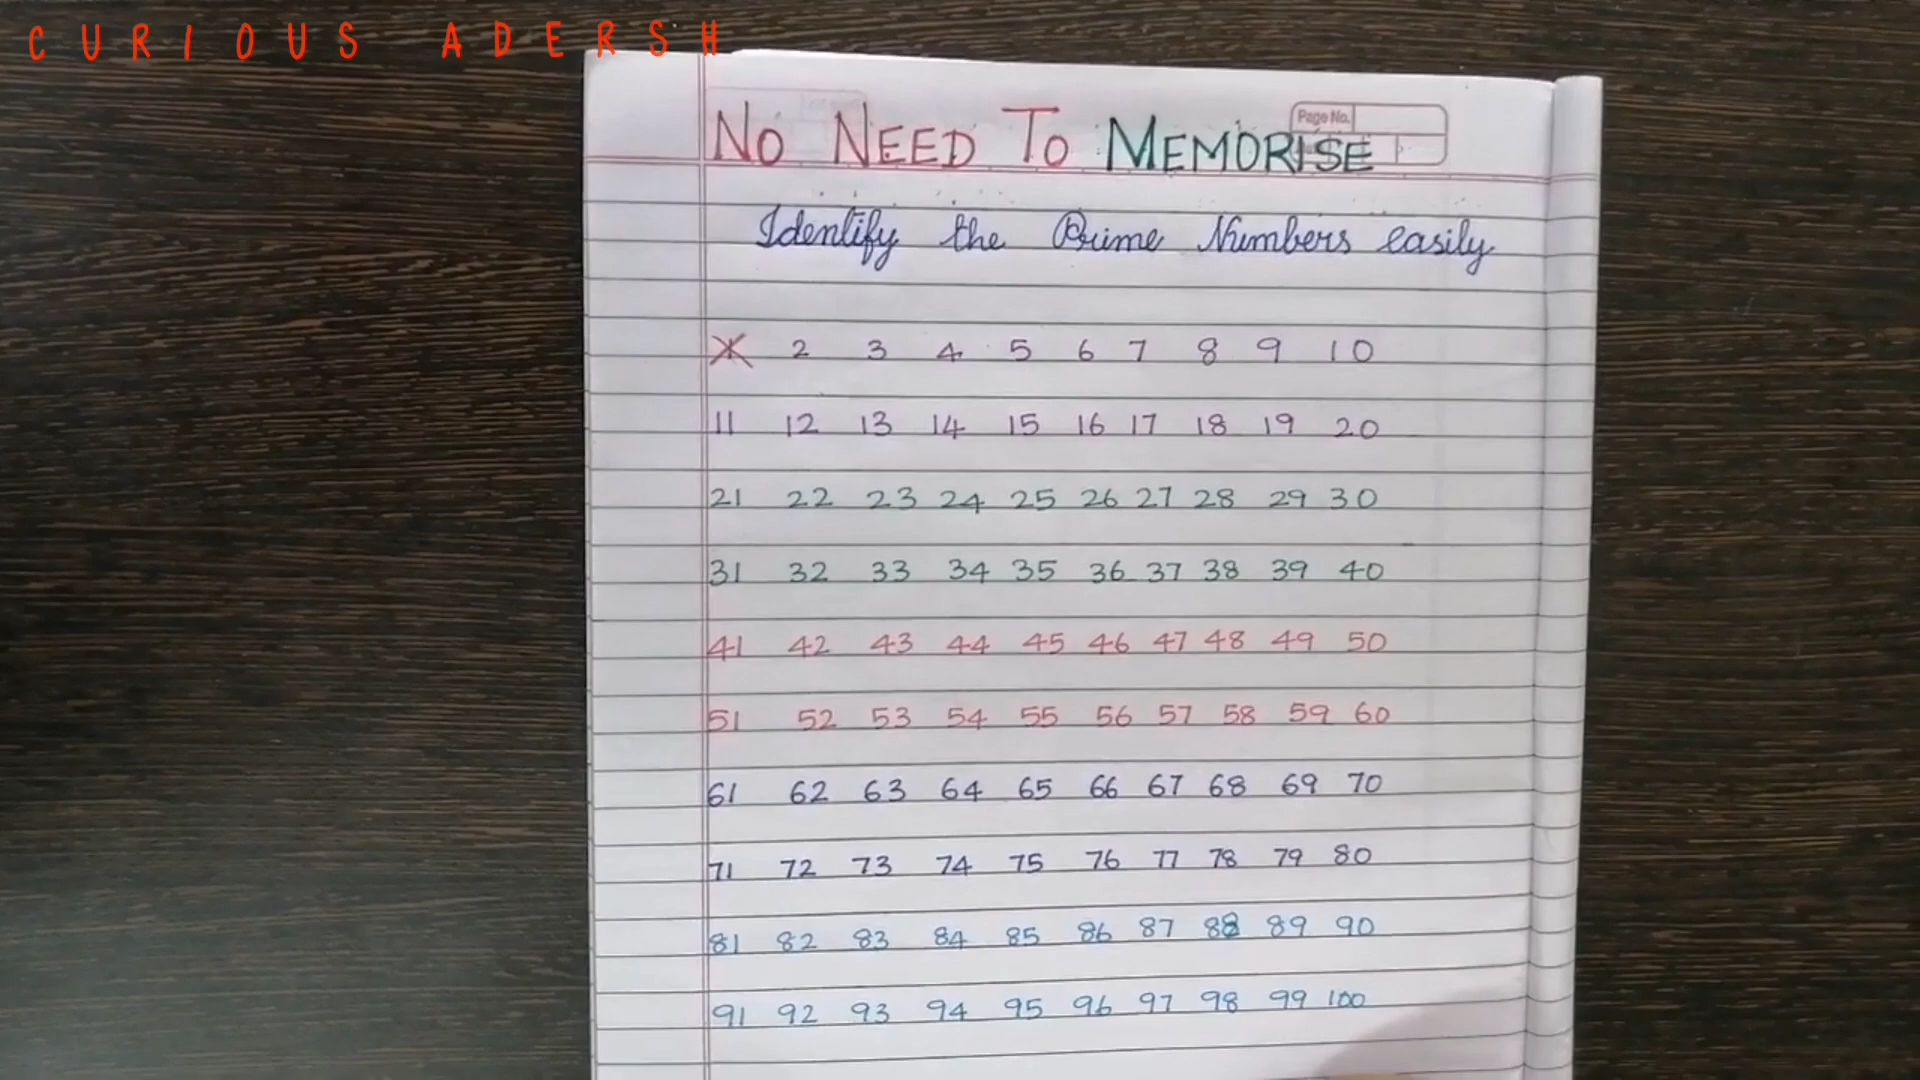 CURIOUS ADERSH
NO NEED TO MEMORISE
Page No.
Identify the Prime Numbers easily
1 2 3 4 5 6 7 8 9 10
11 12 13 14 15 16 17 18 19 20
21 22 23 24 25 26 27 28 29 30
31 32 33 34 35 36 37 38 39 40
41 42 43 44 45 46 47 48 49 50
51 52 53 54 55 56 57 58 59 60
61 62 63 64 65 66 67 68 69 70
71 72 73 74 75 76 77 78 79 80
81 82 83 84 85 86 87 88 89 90
91 92 93 94 95 96 97 98 99 100